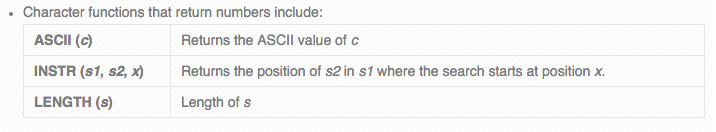 • Character functions that return numbers include:
ASCII (c) Returns the ASCII value of c
INSTR (s1, s2, x) Returns the position of s2 in s1 where the search starts at position x.
LENGTH (s) Length of s